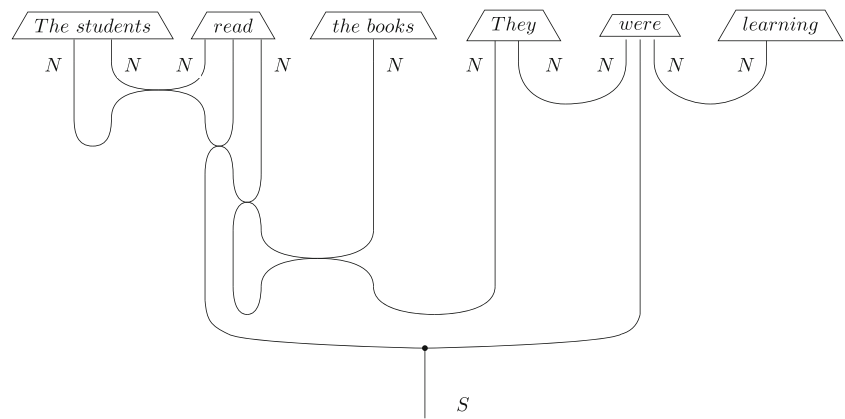 The students read the books They were learning
N N N N N N N N N N
S